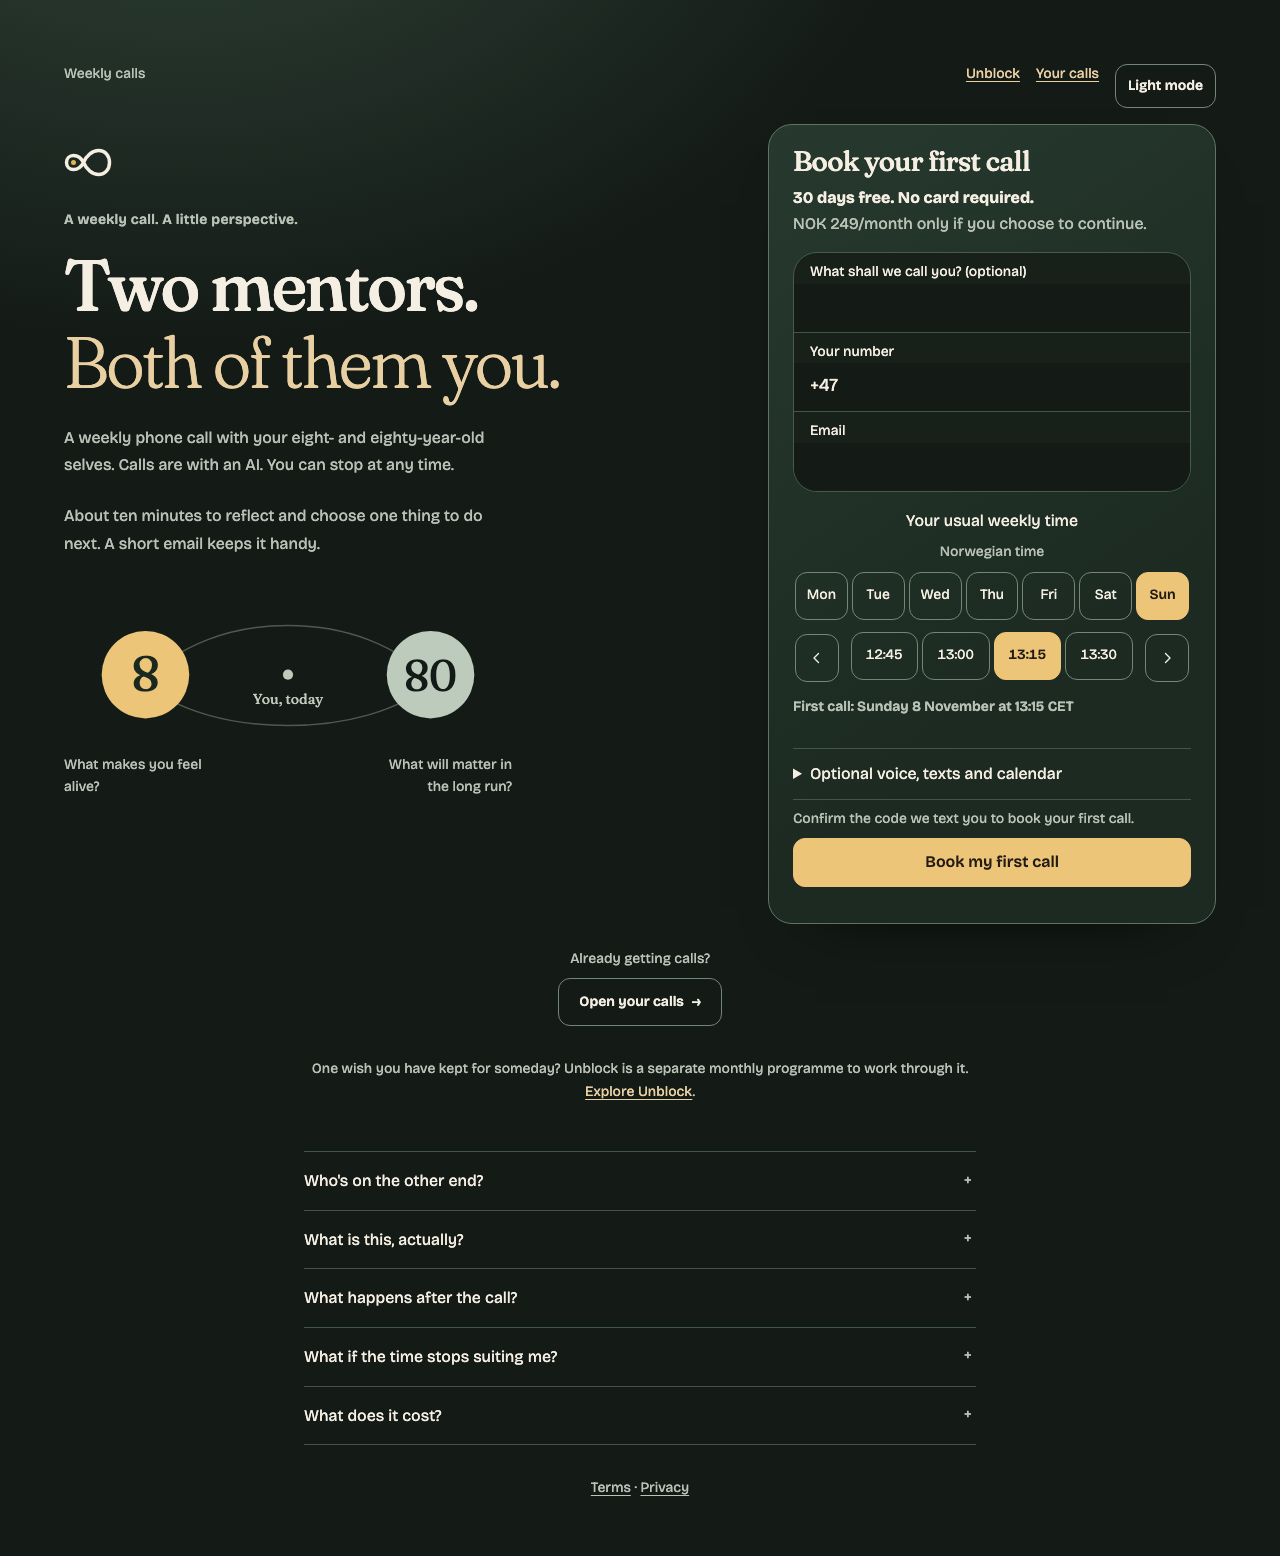 Weekly calls
Unblock
Your calls
Light mode
A weekly call. A little perspective.
Two mentors.
Both of them you.
A weekly phone call with your eight- and eighty-year-old
selves. Calls are with an AI. You can stop at any time.
About ten minutes to reflect and choose one thing to do
next. A short email keeps it handy.
8
80
You, today
What makes you feel
alive?
What will matter in
the long run?
Book your first call
30 days free. No card required.
NOK 249/month only if you choose to continue.
What shall we call you? (optional)
Your number
+47
Email
Your usual weekly time
Norwegian time
Mon Tue Wed Thu Fri Sat Sun
12:45 13:00 13:15 13:30
First call: Sunday 8 November at 13:15 CET
Optional voice, texts and calendar
Confirm the code we text you to book your first call.
Book my first call
Already getting calls?
Open your calls →
One wish you have kept for someday? Unblock is a separate monthly programme to work through it.
Explore Unblock.
Who's on the other end? +
What is this, actually? +
What happens after the call? +
What if the time stops suiting me? +
What does it cost? +
Terms · Privacy